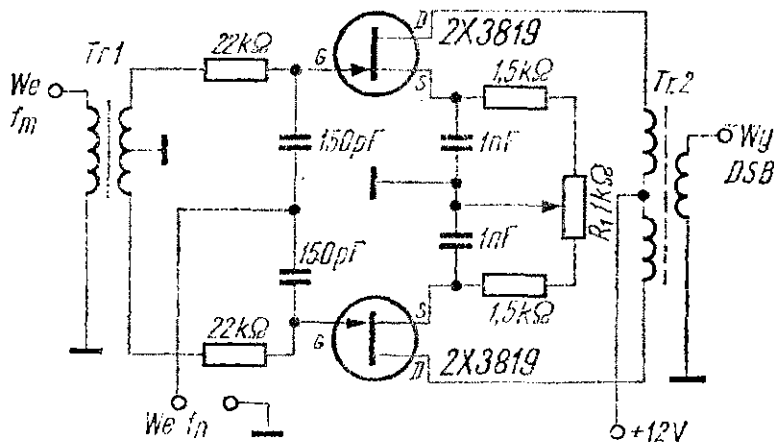 Tr1
We
fm
22kΩ
G
D
S
2X3819
150pF
1nF
1,5kΩ
Tr2
Wy
DSB
R1 1kΩ
150pF
1nF
1,5kΩ
22kΩ
G
S
D
2X3819
We fn
+12V